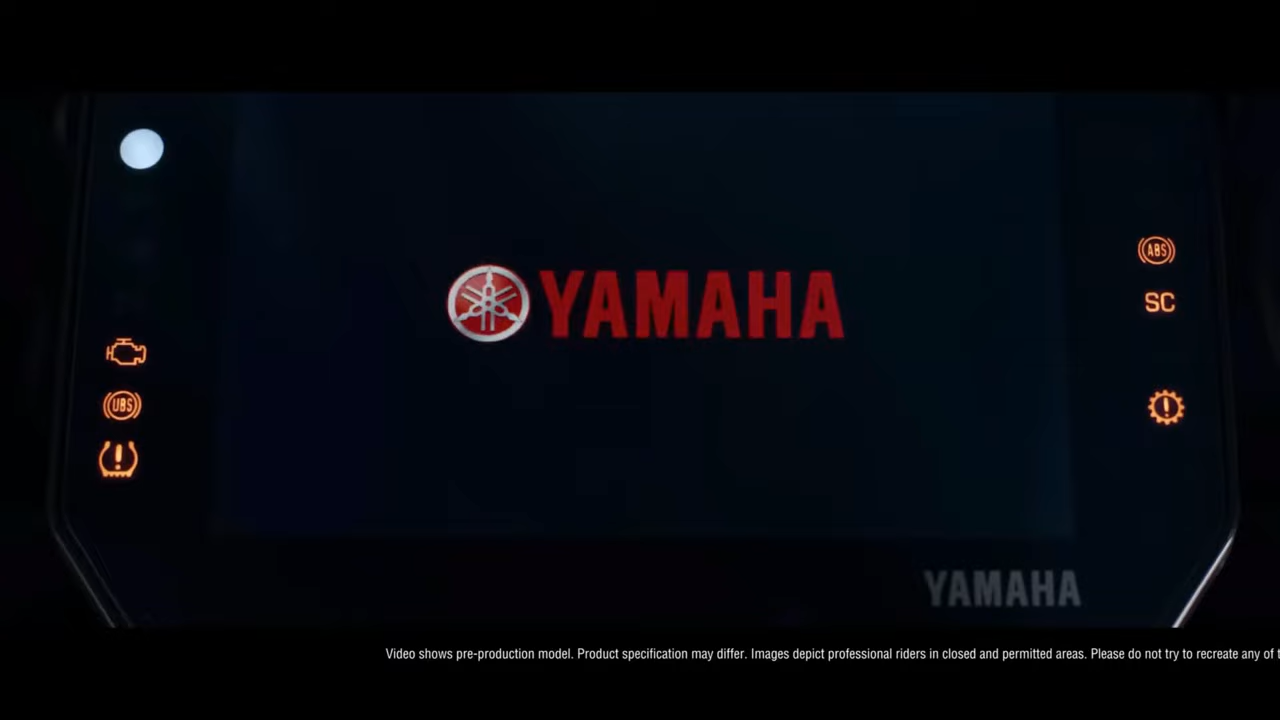 YAMAHA
ABS
SC
UBS
!
!
YAMAHA
Video shows pre-production model. Product specification may differ. Images depict professional riders in closed and permitted areas. Please do not try to recreate any of